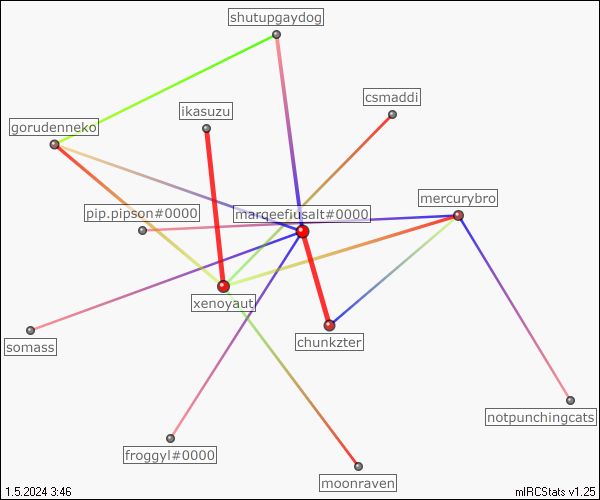 shutupgaydog
csmaddi
ikasuzu
gorudenneko
mercurybro
pip.pipson#0000
marqeefiusalt#0000
xenoyaut
chunkzter
somass
notpunchingcats
froggyl#0000
moonraven
1.5.2024 3:46
mIRCStats v1.25